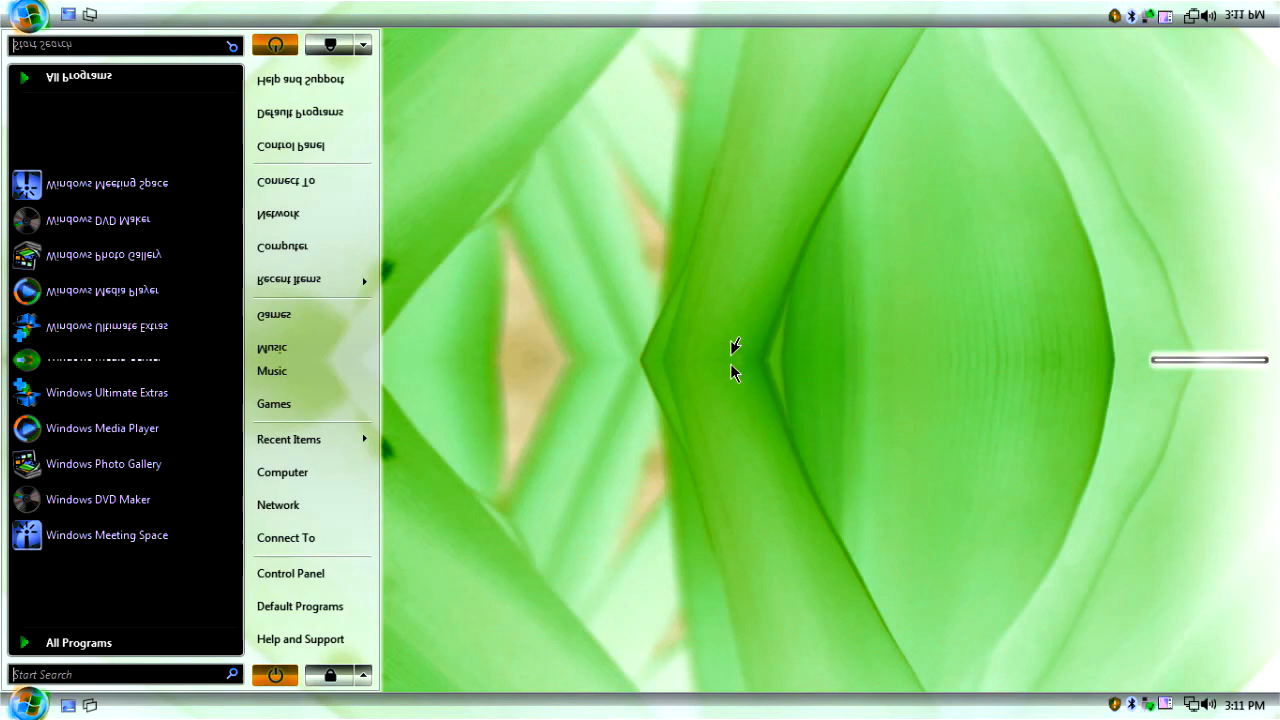 3:11 PM
Start Search
All Programs
Help and Support
Default Programs
Control Panel
Windows Meeting Space
Connect To
Windows DVD Maker
Network
Windows Photo Gallery
Computer
Windows Media Player
Recent Items
Games
Windows Ultimate Extras
Music
Music
Windows Ultimate Extras
Games
Windows Media Player
Recent Items
Windows Photo Gallery
Computer
Windows DVD Maker
Network
Windows Meeting Space
Connect To
Control Panel
Default Programs
All Programs
Help and Support
Start Search
3:11 PM